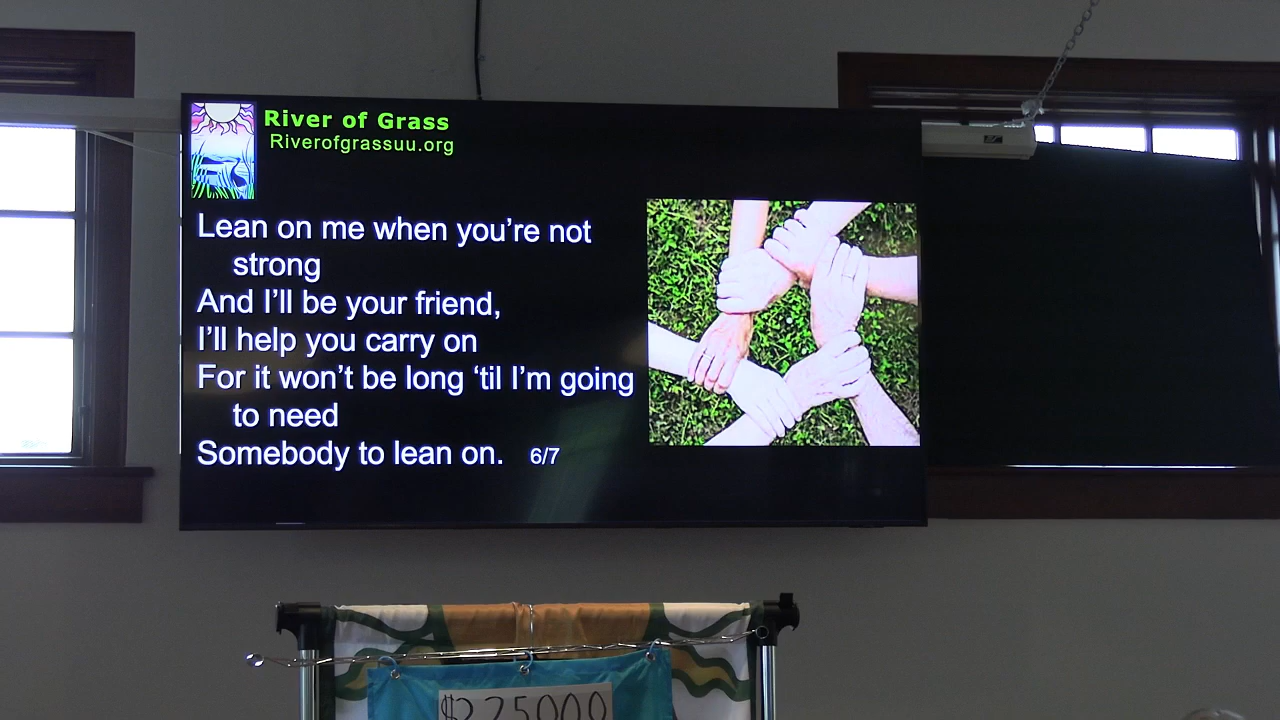 River of Grass
Riverofgrassuu.org
Lean on me when you’re not
strong
And I’ll be your friend,
I’ll help you carry on
For it won’t be long ‘til I’m going
to need
Somebody to lean on. 6/7
$225000